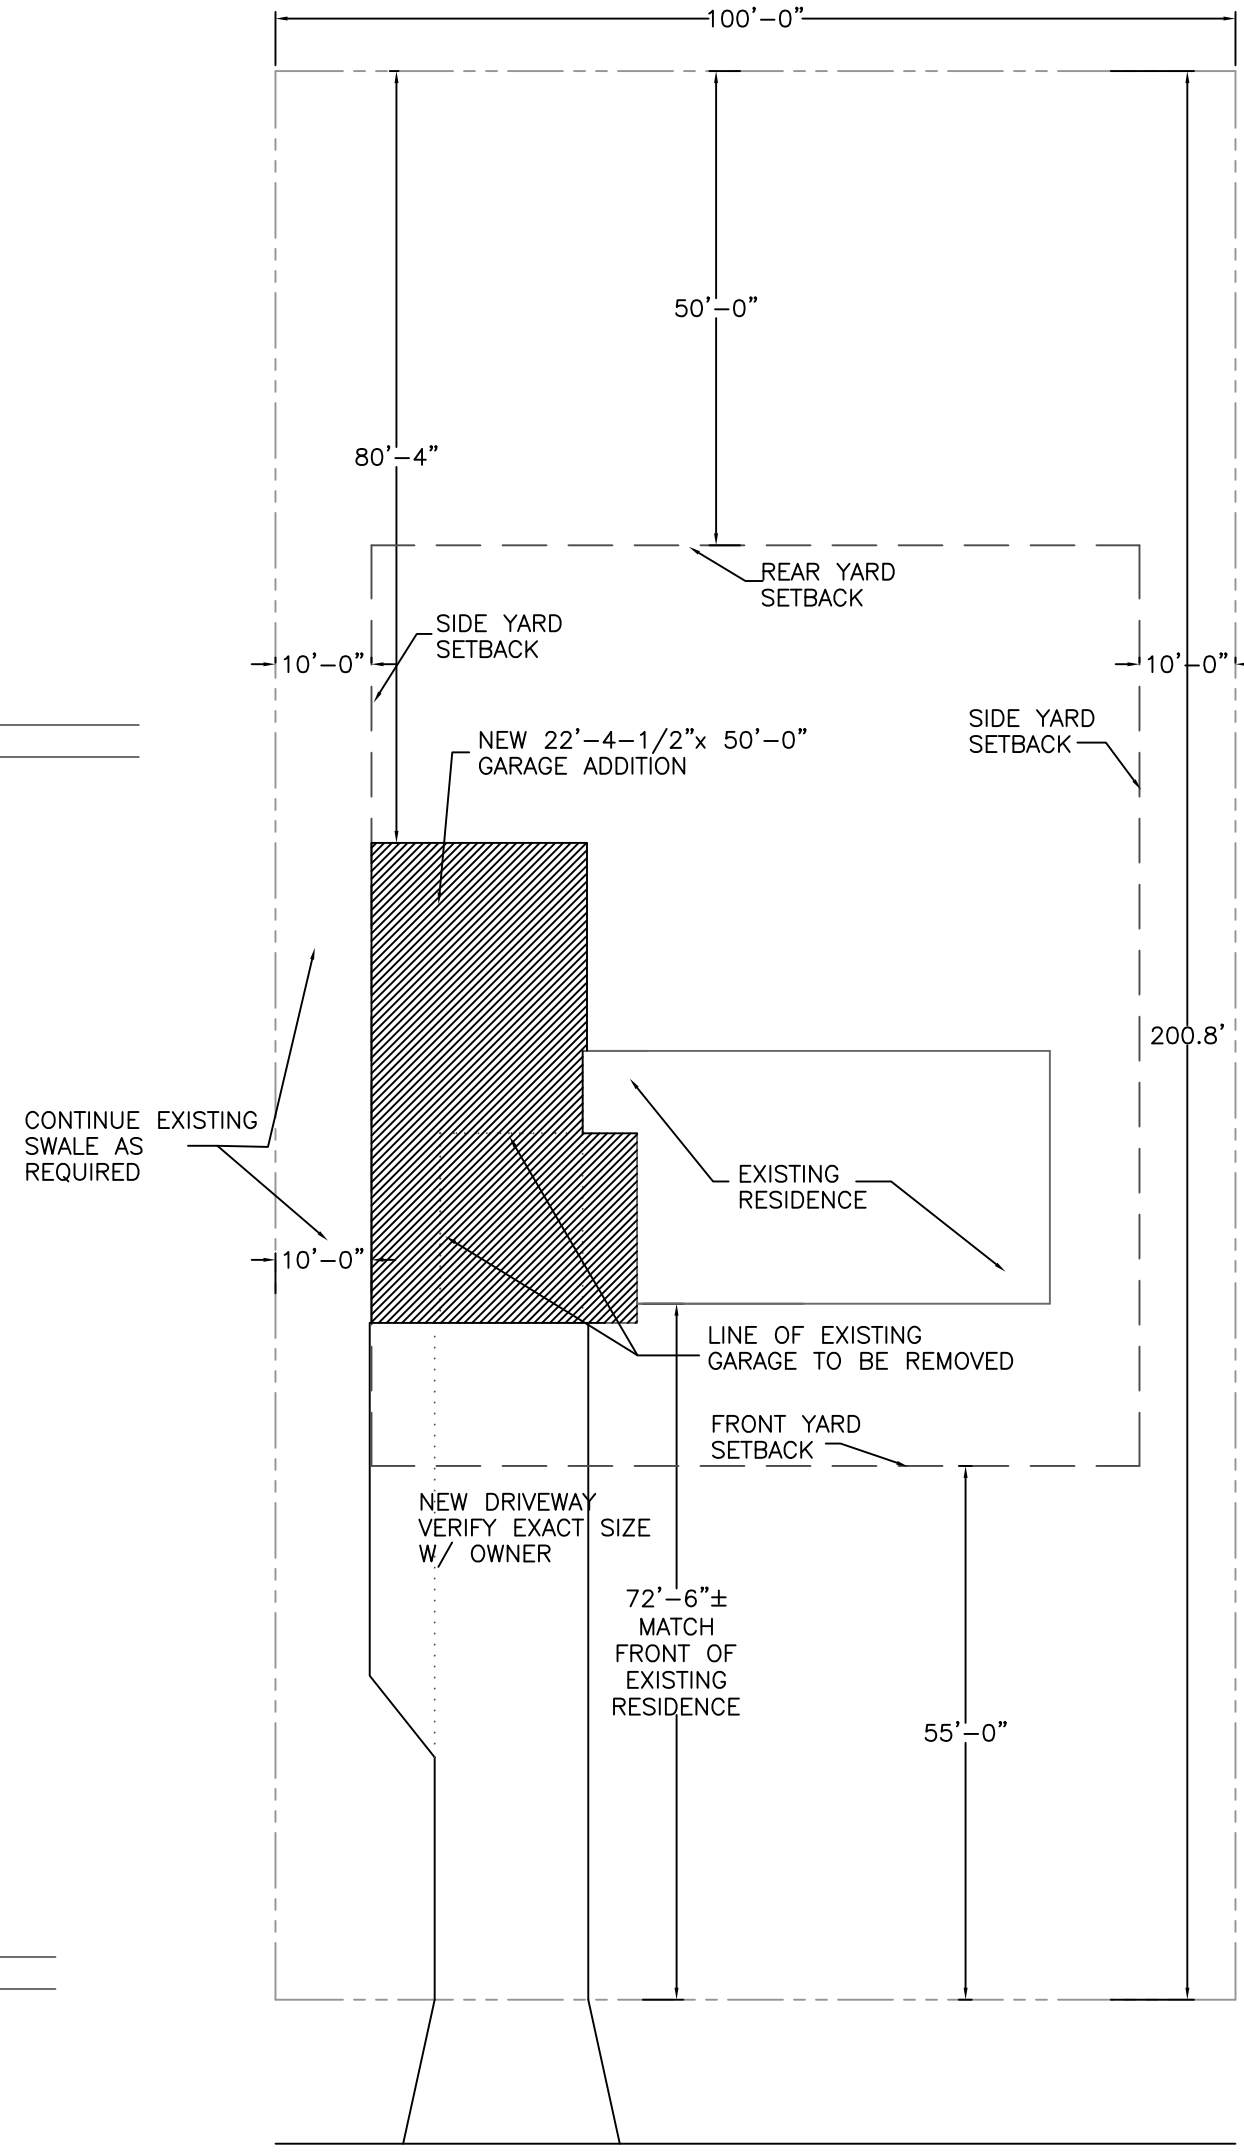 100'-0"
50'-0"
80'-4"
REAR YARD
SETBACK
SIDE YARD
SETBACK
10'-0"
10'-0"
SIDE YARD
SETBACK
NEW 22'-4-1/2"x 50'-0"
GARAGE ADDITION
200.8'
CONTINUE EXISTING
SWALE AS
REQUIRED
EXISTING
RESIDENCE
10'-0"
LINE OF EXISTING
GARAGE TO BE REMOVED
FRONT YARD
SETBACK
NEW DRIVEWAY
VERIFY EXACT SIZE
W/ OWNER
72'-6"±
MATCH
FRONT OF
EXISTING
RESIDENCE
55'-0"